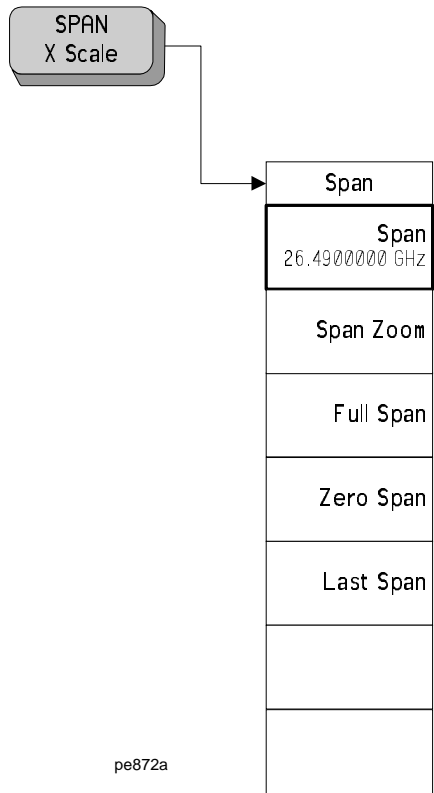 SPAN
X Scale
Span
Span
26.4900000 GHz
Span Zoom
Full Span
Zero Span
Last Span
pe872a